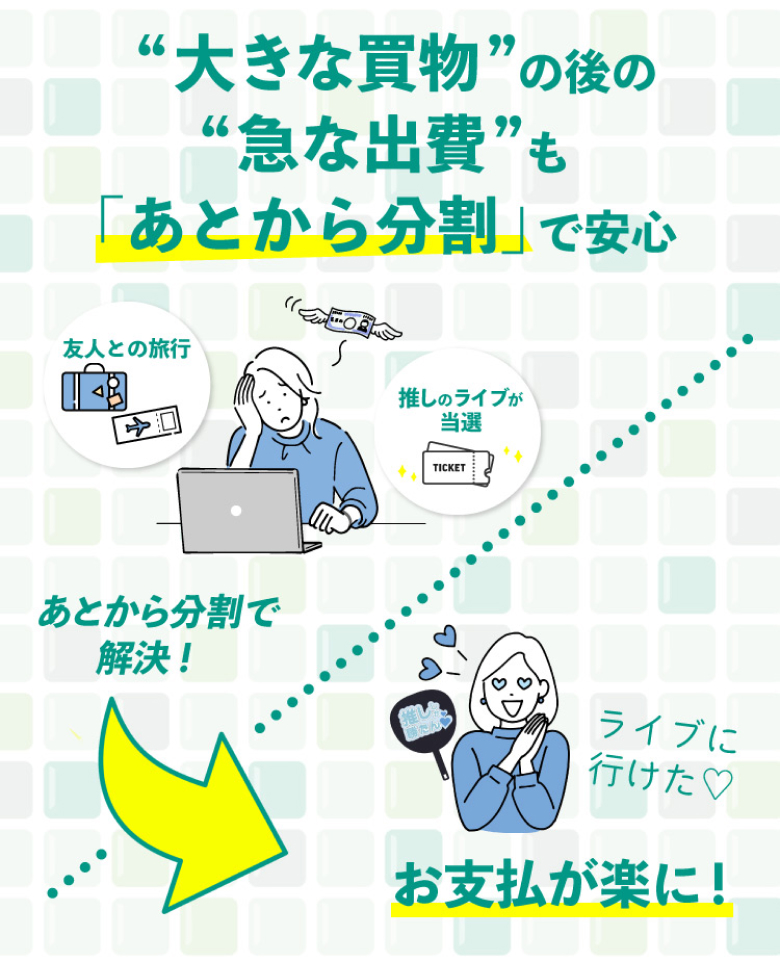 “大きな買物”の後の
“急な出費”も
「あとから分割」で安心
友人との旅行
推しのライブが
当選
TICKET
あとから分割で
解決！
推し
ライブに
行けた♡
お支払が楽に！